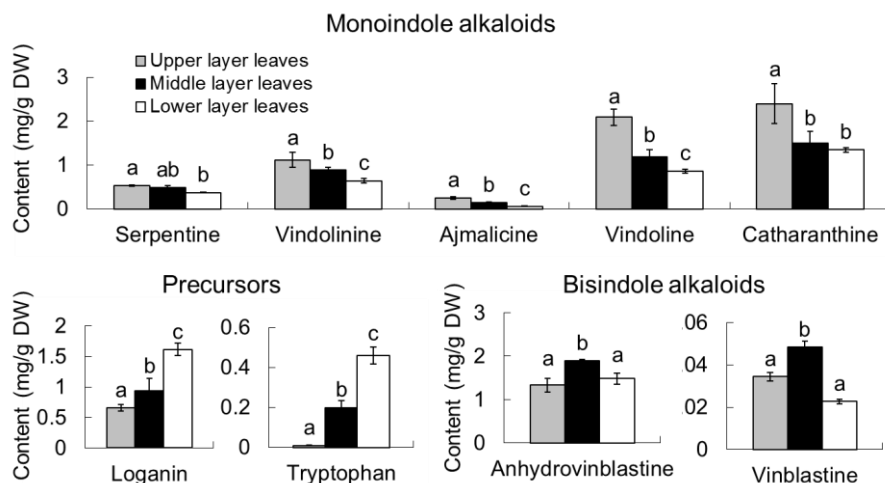 Monoindole alkaloids
Content (mg/g DW)
Upper layer leaves
Middle layer leaves
Lower layer leaves
3
2
1
0
a ab b
a b c
a b c
a b c
a b b
Serpentine Vindolinine Ajmalicine Vindoline Catharanthine
Precursors
Content (mg/g DW)
2
1.5
1
0.5
0
a b c
Loganin
0.6
0.4
0.2
0
a b c
Tryptophan
Bisindole alkaloids
Content (mg/g DW)
3
2
1
0
a b a
Anhydrovinblastine
.06
.04
.02
0
a b a
Vinblastine